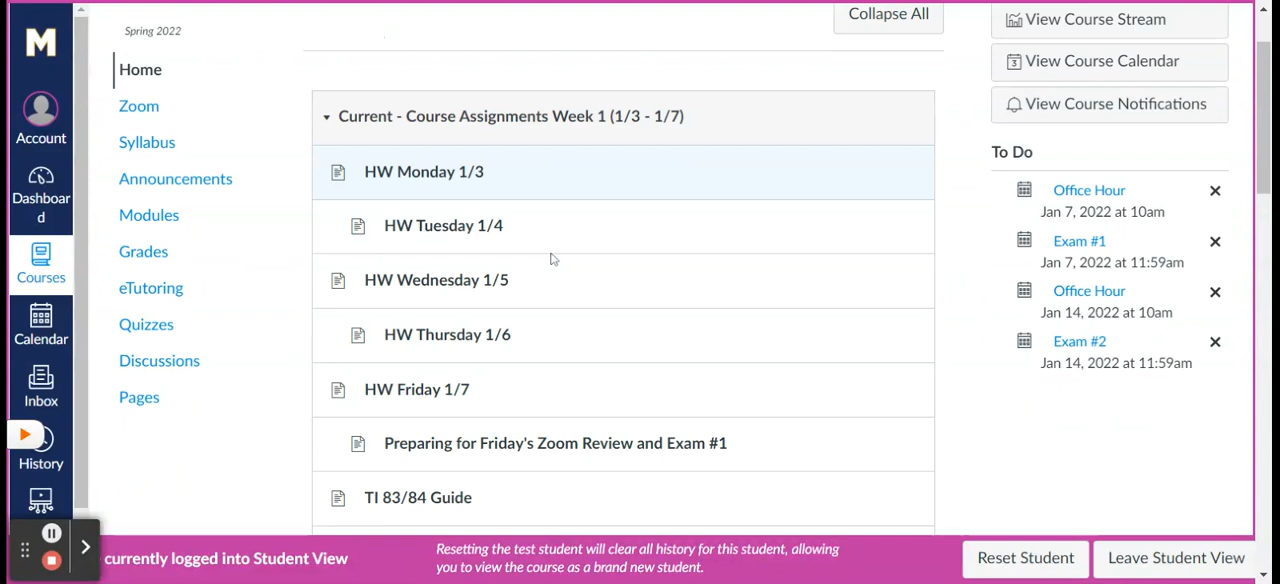 M
Account
Dashboar
d
Courses
Calendar
Inbox
History
Spring 2022
Home
Zoom
Syllabus
Announcements
Modules
Grades
eTutoring
Quizzes
Discussions
Pages
Collapse All
Current - Course Assignments Week 1 (1/3 - 1/7)
HW Monday 1/3
HW Tuesday 1/4
HW Wednesday 1/5
HW Thursday 1/6
HW Friday 1/7
Preparing for Friday's Zoom Review and Exam #1
TI 83/84 Guide
View Course Stream
3 View Course Calendar
View Course Notifications
To Do
Office Hour
Jan 7, 2022 at 10am
Exam #1
Jan 7, 2022 at 11:59am
Office Hour
Jan 14, 2022 at 10am
Exam #2
Jan 14, 2022 at 11:59am
currently logged into Student View
Resetting the test student will clear all history for this student, allowing
you to view the course as a brand new student.
Reset Student
Leave Student View